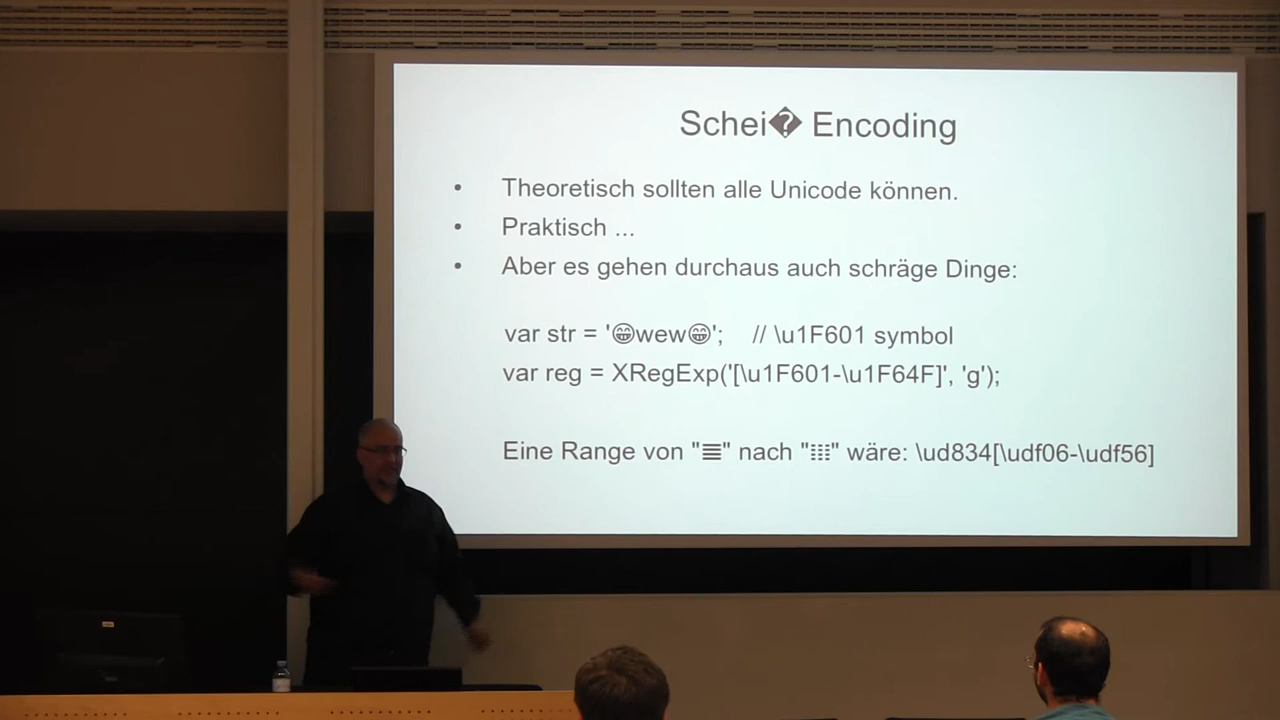 Schei� Encoding
• Theoretisch sollten alle Unicode können.
• Praktisch ...
• Aber es gehen durchaus auch schräge Dinge:
var str = '😁wew😁'; // \u1F601 symbol
var reg = XRegExp('[\u1F601-\u1F64F]', 'g');
Eine Range von "𝌆" nach "𝍖" wäre: \ud834[\udf06-\udf56]